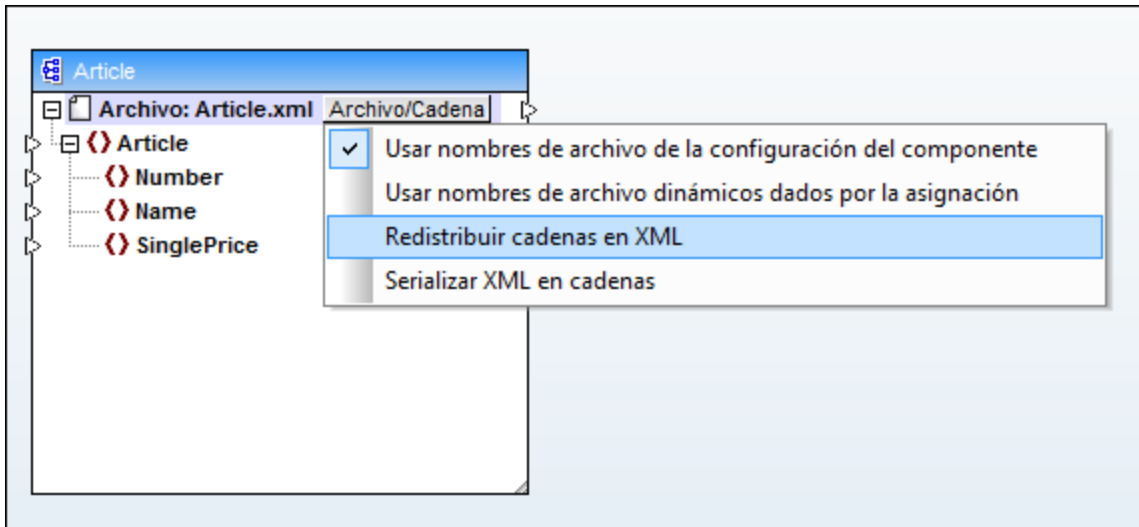 Article
Archivo: Article.xml Archivo/Cadena
Article
Number
Name
SinglePrice
Usar nombres de archivo de la configuración del componente
Usar nombres de archivo dinámicos dados por la asignación
Redistribuir cadenas en XML
Serializar XML en cadenas